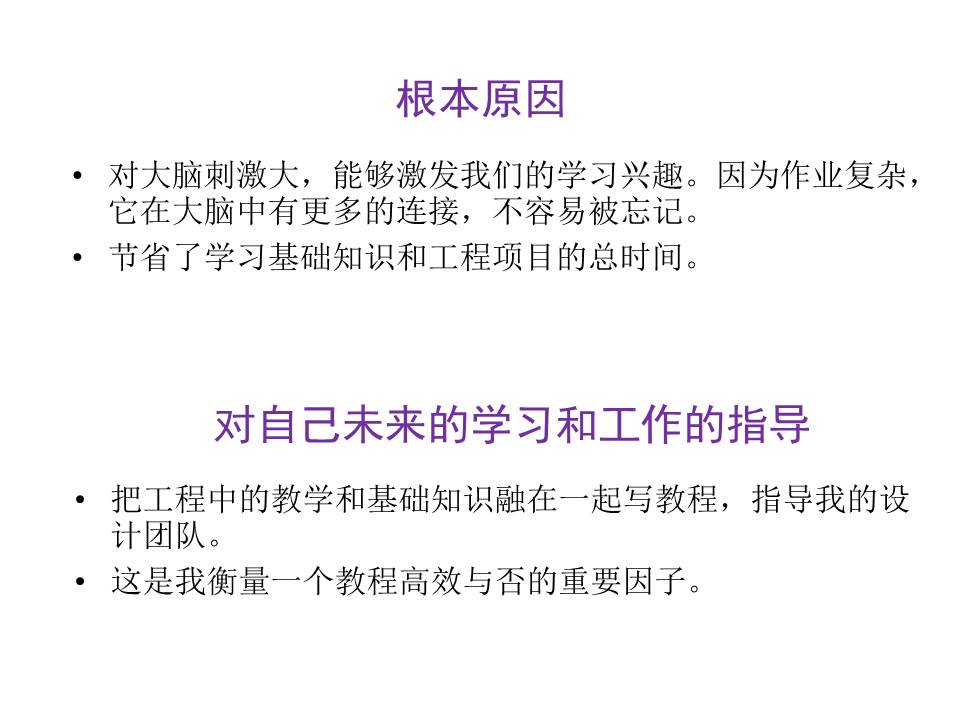 根本原因
• 对大脑刺激大，能够激发我们的学习兴趣。因为作业复杂，
它在大脑中有更多的连接，不容易被忘记。
• 节省了学习基础知识和工程项目的总时间。
对自己未来的学习和工作的指导
• 把工程中的教学和基础知识融在一起写教程，指导我的设
计团队。
• 这是我衡量一个教程高效与否的重要因子。